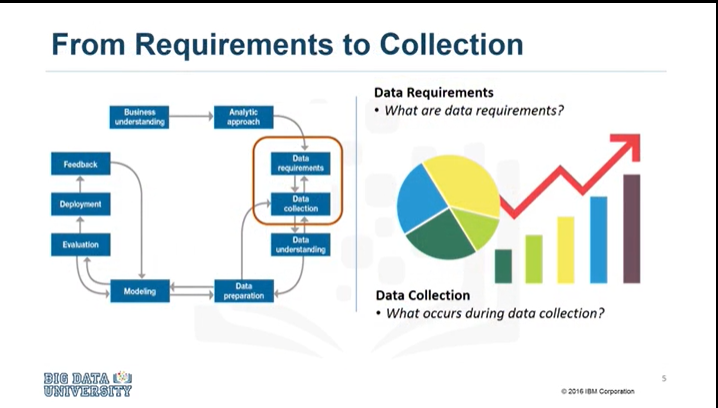 From Requirements to Collection
Business
understanding
Analytic
approach
Feedback
Data
requirements
Deployment
Data
collection
Evaluation
Data
understanding
Modeling
Data
preparation
Data Requirements
• What are data requirements?
Data Collection
• What occurs during data collection?
BIG DATA
UNIVERSITY
© 2016 IBM Corporation
5